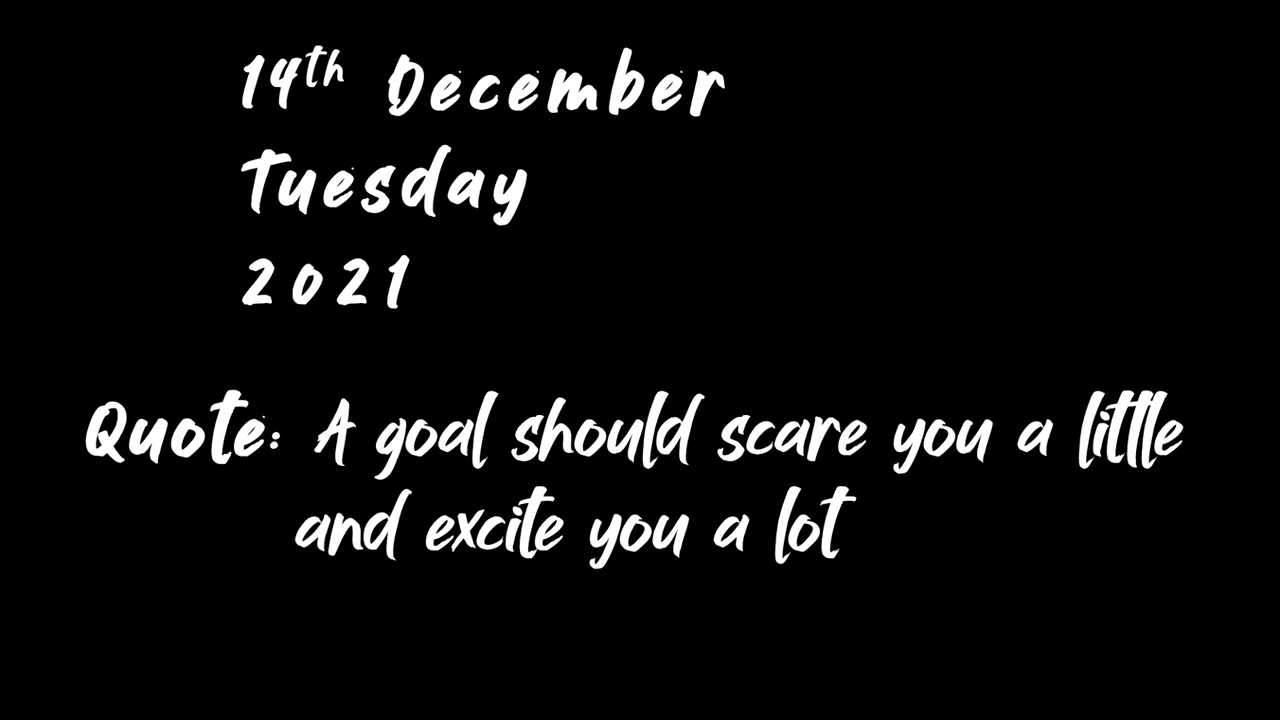 14th December
Tuesday
2021
Quote: A goal should scare you a little
and excite you a lot